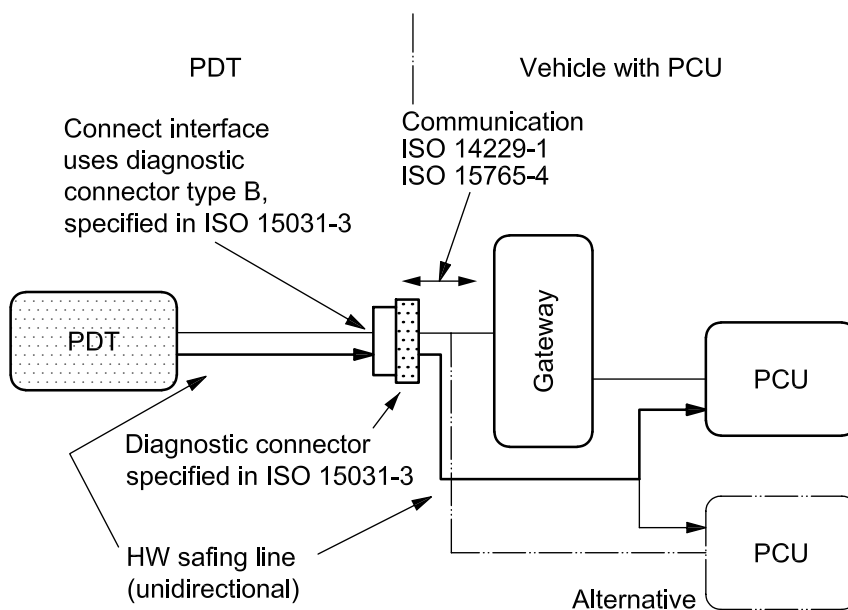 PDT
Vehicle with PCU
Connect interface
uses diagnostic
connector type B,
specified in ISO 15031-3
Communication
ISO 14229-1
ISO 15765-4
PDT
Gateway
PCU
Diagnostic connector
specified in ISO 15031-3
HW safing line
(unidirectional)
PCU
Alternative